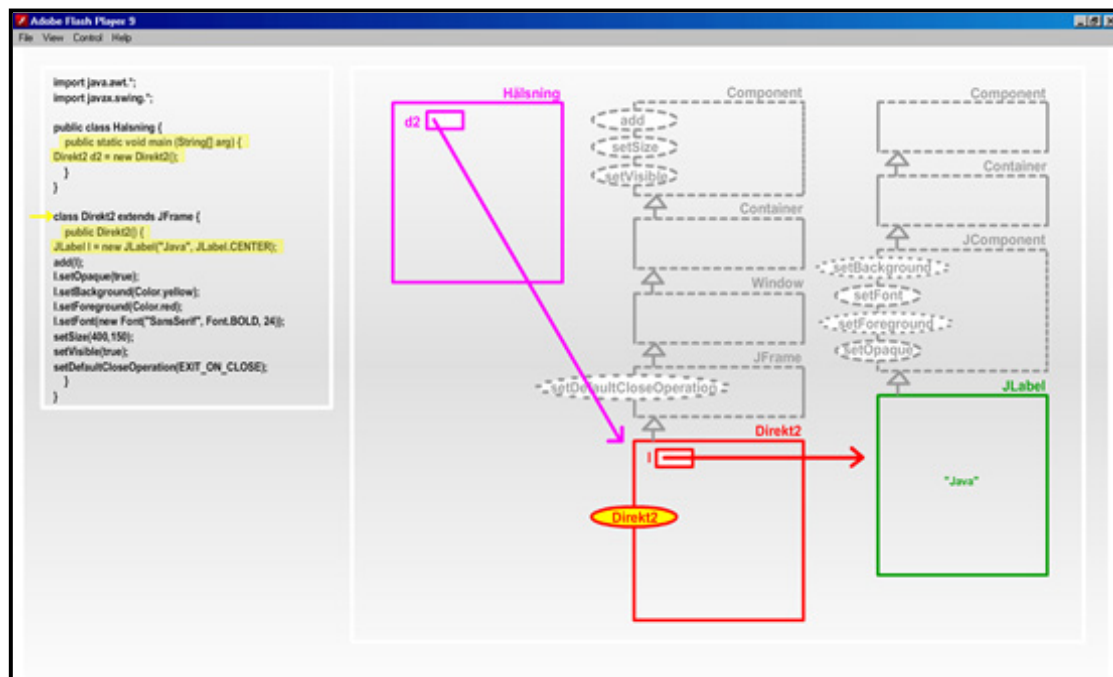 Adobe Flash Player 9
File View Control Help
import java.awt.*;
import javax.swing.*;
public class Halsning {
public static void main (String[] arg) {
Direkt2 d2 = new Direkt2();
}
}
class Direkt2 extends JFrame {
public Direkt2() {
JLabel l = new JLabel("Java", JLabel.CENTER);
add(l);
l.setOpaque(true);
l.setBackground(Color.yellow);
l.setForeground(Color.red);
l.setFont(new Font("SansSerif", Font.BOLD, 24));
setSize(400,150);
setVisible(true);
setDefaultCloseOperation(EXIT_ON_CLOSE);
}
}
Hälsning
d2
Component
add
setSize
setVisible
Container
Window
JFrame
setDefaultCloseOperation
Direkt2
l
Direkt2
Component
Container
JComponent
setBackground
setFont
setForeground
setOpaque
JLabel
"Java"